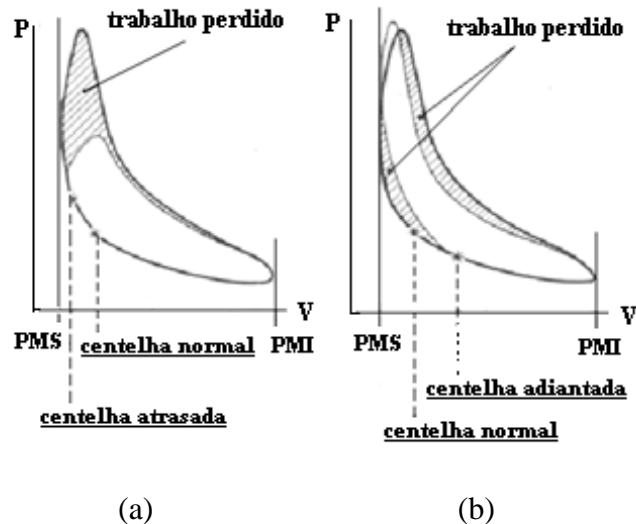 P
trabalho perdido
V
PMS
PMI
centelha normal
centelha atrasada
(a)
P
trabalho perdido
V
PMS
PMI
centelha adiantada
centelha normal
(b)